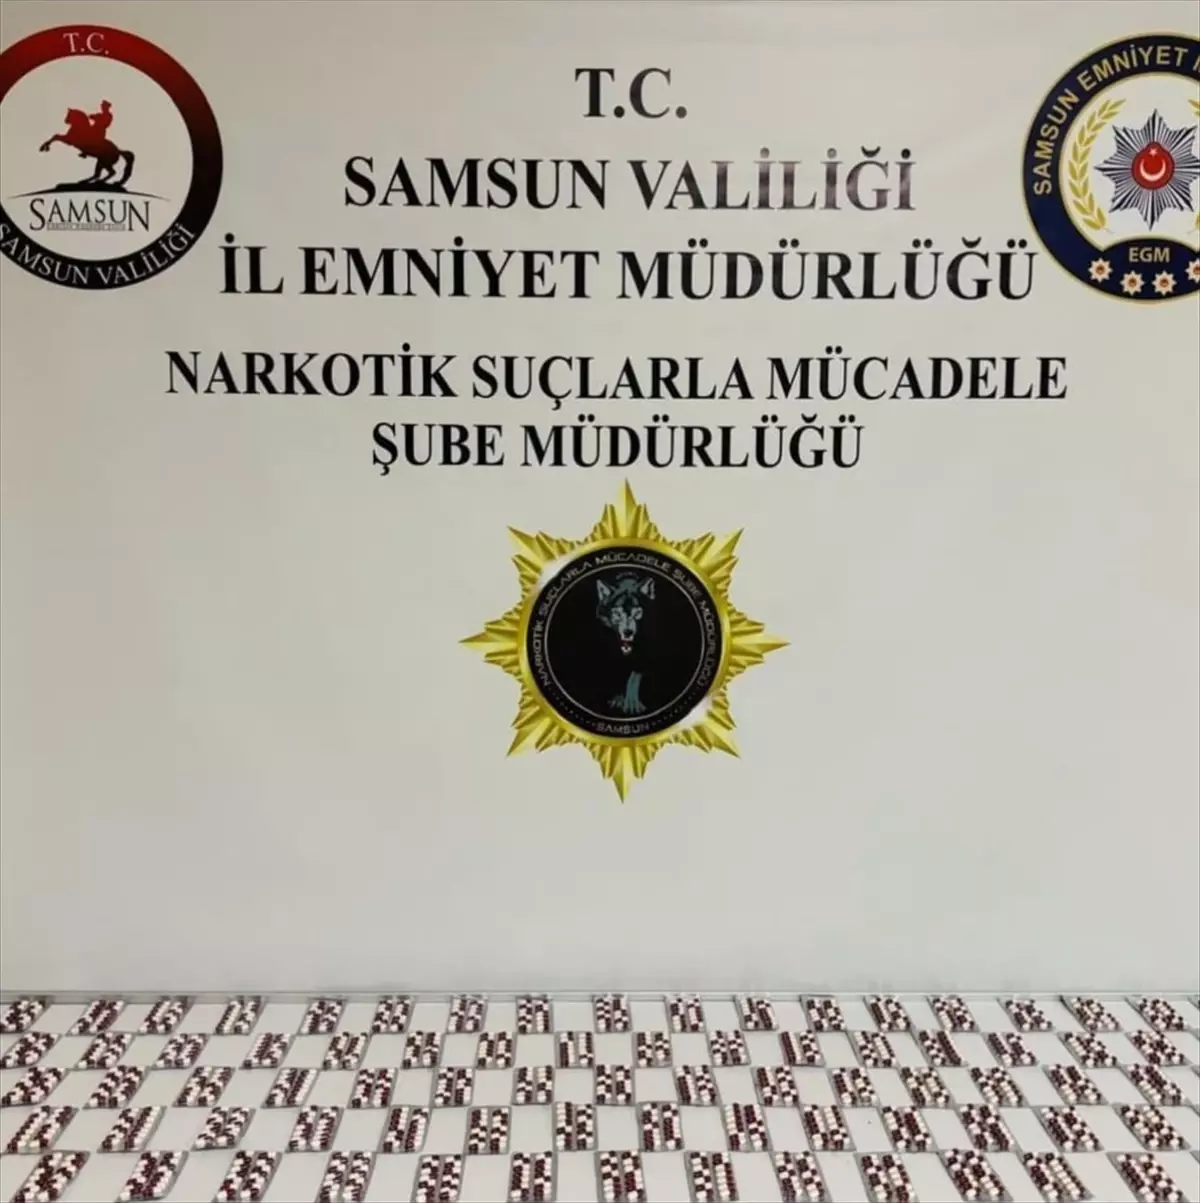 T.C.
SAMSUN
SAMSUN VALİLİĞİ
T.C.
SAMSUN VALİLİĞİ
İL EMNİYET MÜDÜRLÜĞÜ
NARKOTİK SUÇLARLA MÜCADELE
ŞUBE MÜDÜRLÜĞÜ
SAMSUN EMNİYET
EGM
NARKOTİK SUÇLARLA MÜCADELE ŞUBE MÜDÜRLÜĞÜ
SAMSUN